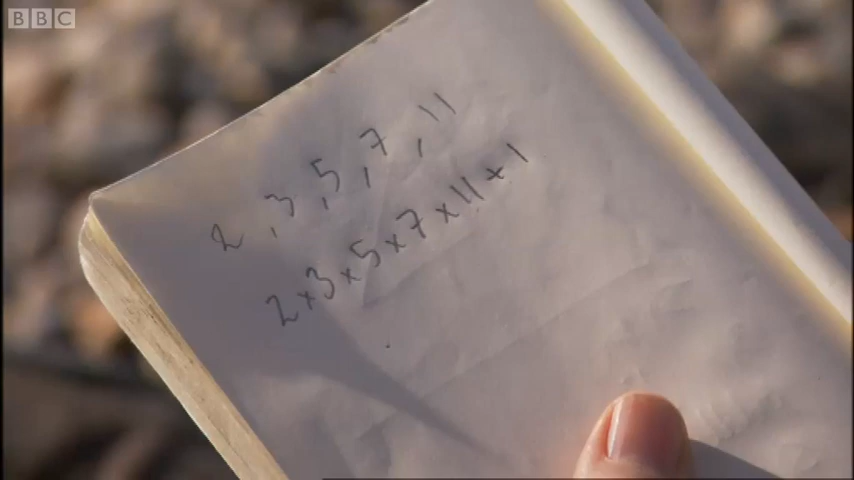 BBC
2, 3, 5, 7, 11
2×3×5×7×11+1